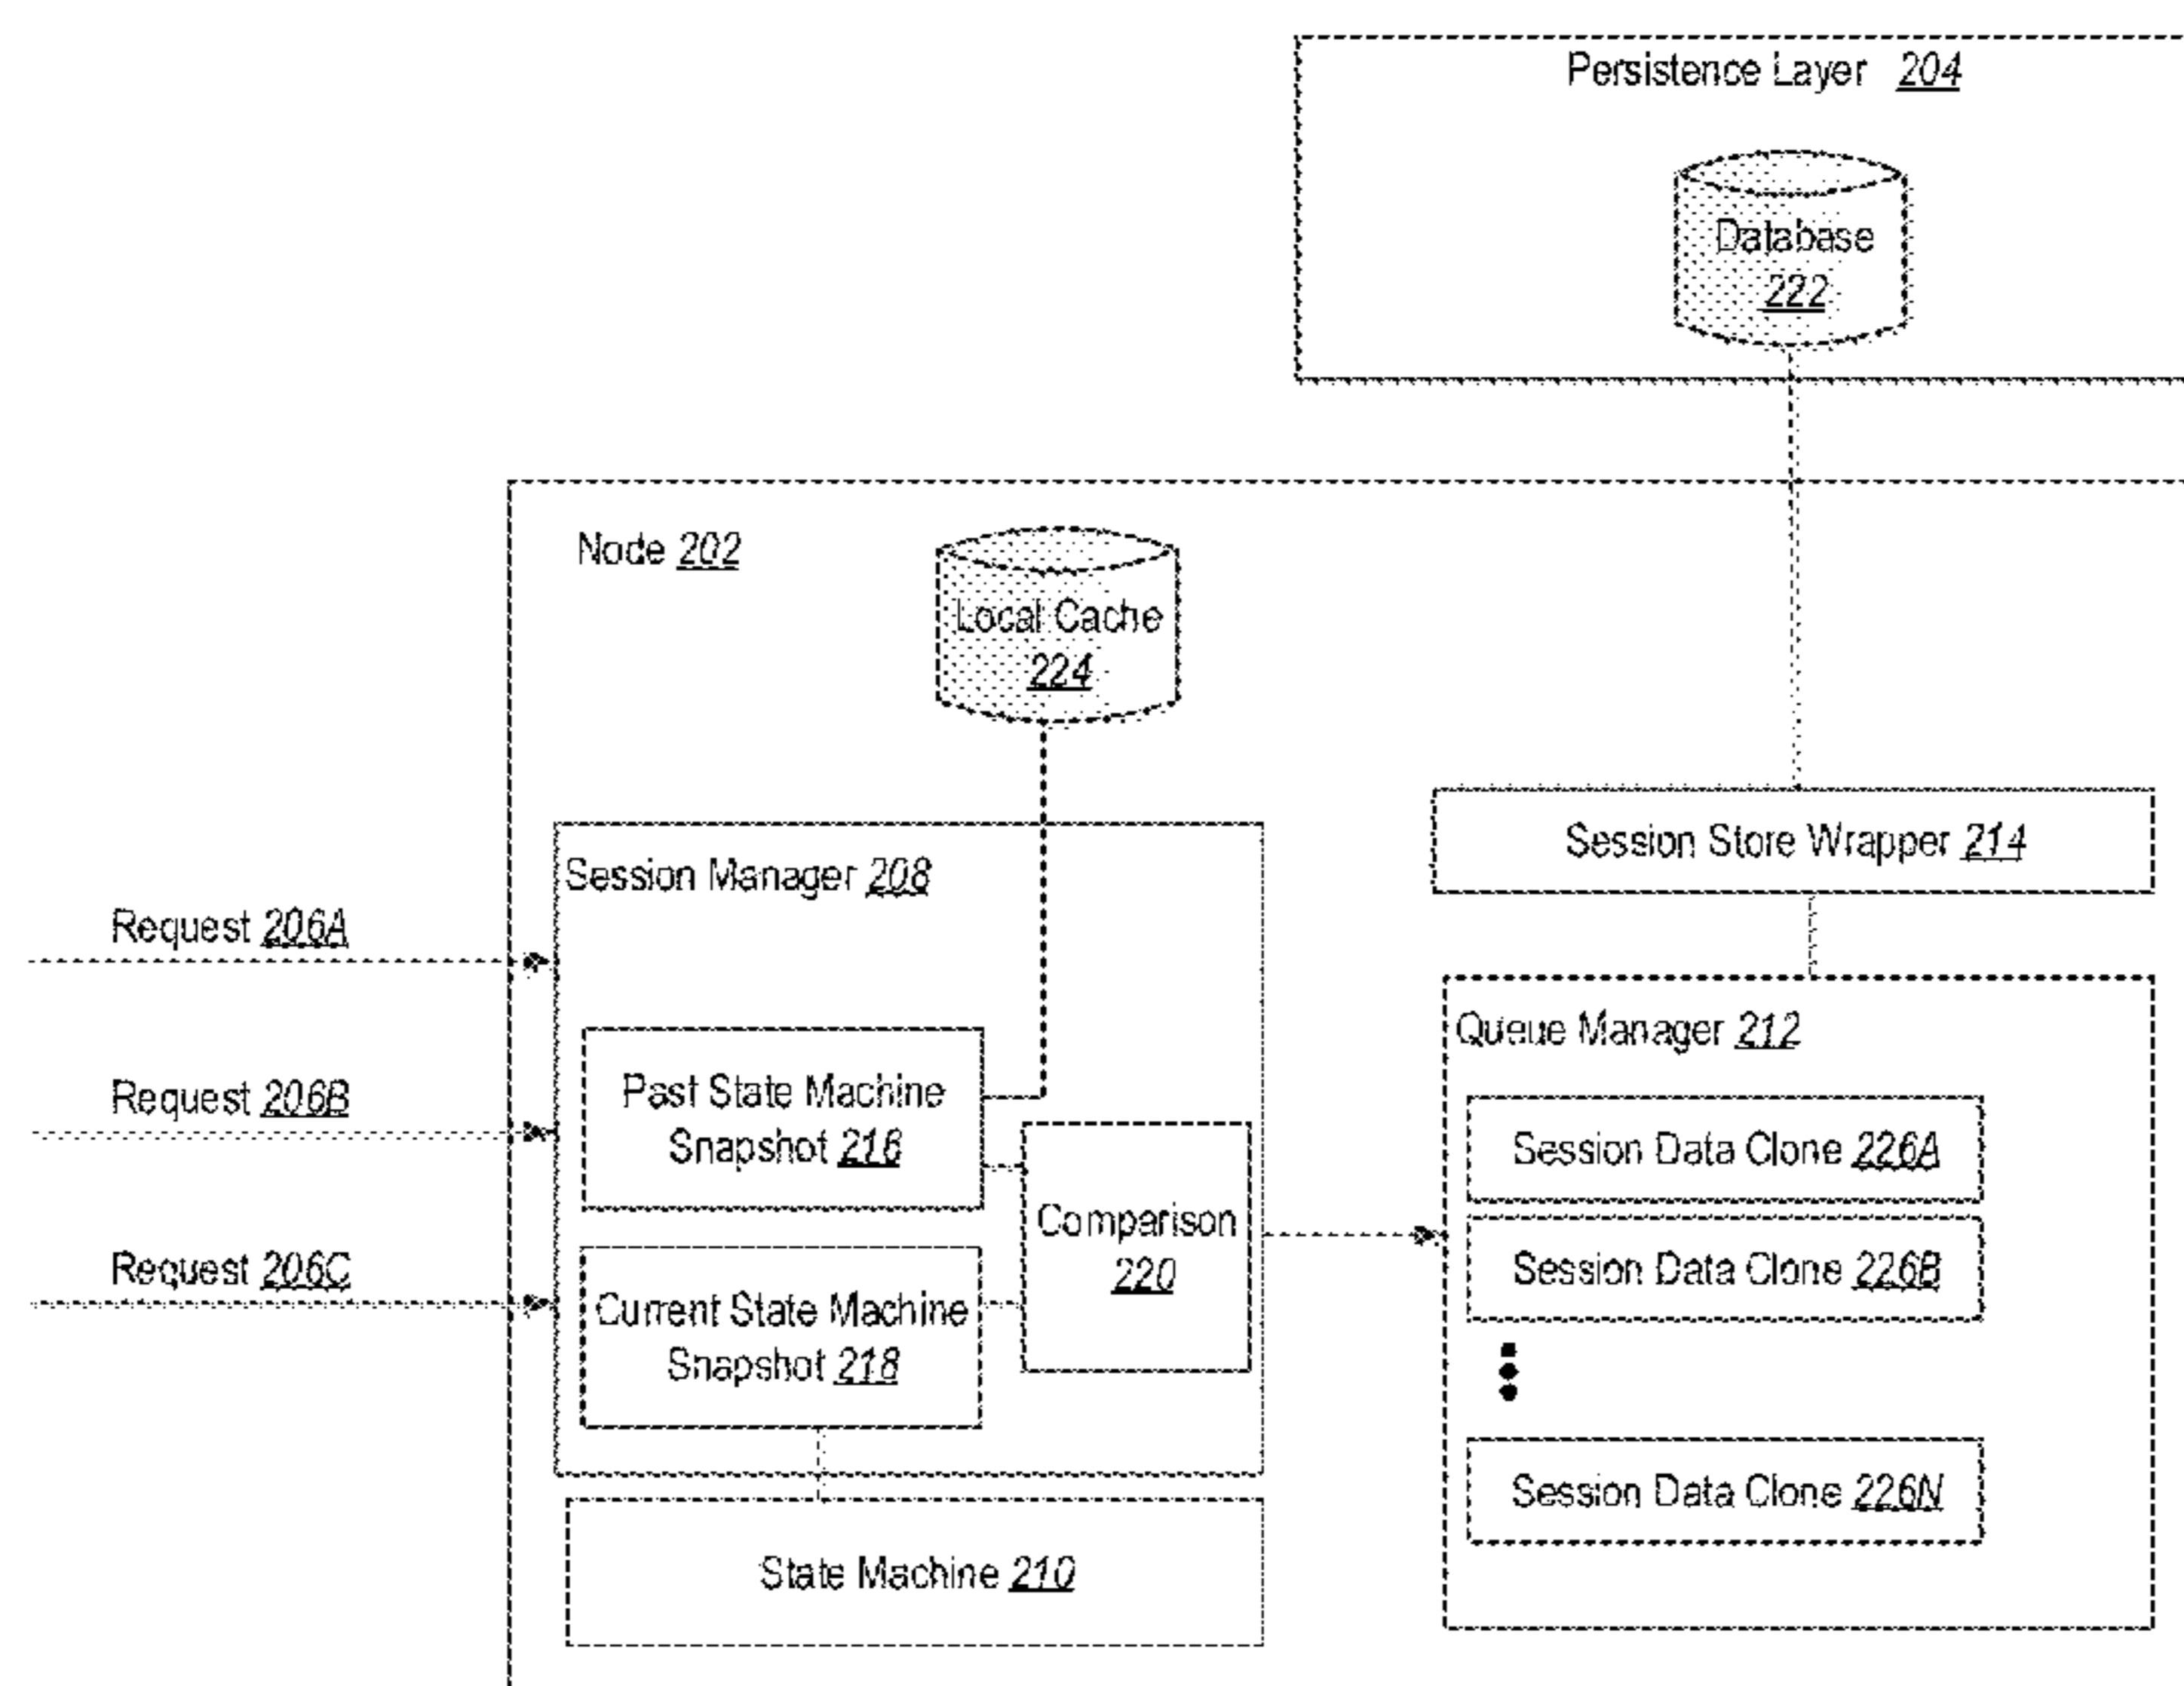 Persistence Layer 204
Database
222
Node 202
Local Cache
224
Session Store Wrapper 214
Session Manager 208
Request 206A
Queue Manager 212
Past State Machine
Snapshot 216
Request 206B
Session Data Clone 226A
Comparison
220
Session Data Clone 226B
Request 206C
Current State Machine
Snapshot 218
Session Data Clone 226N
State Machine 210